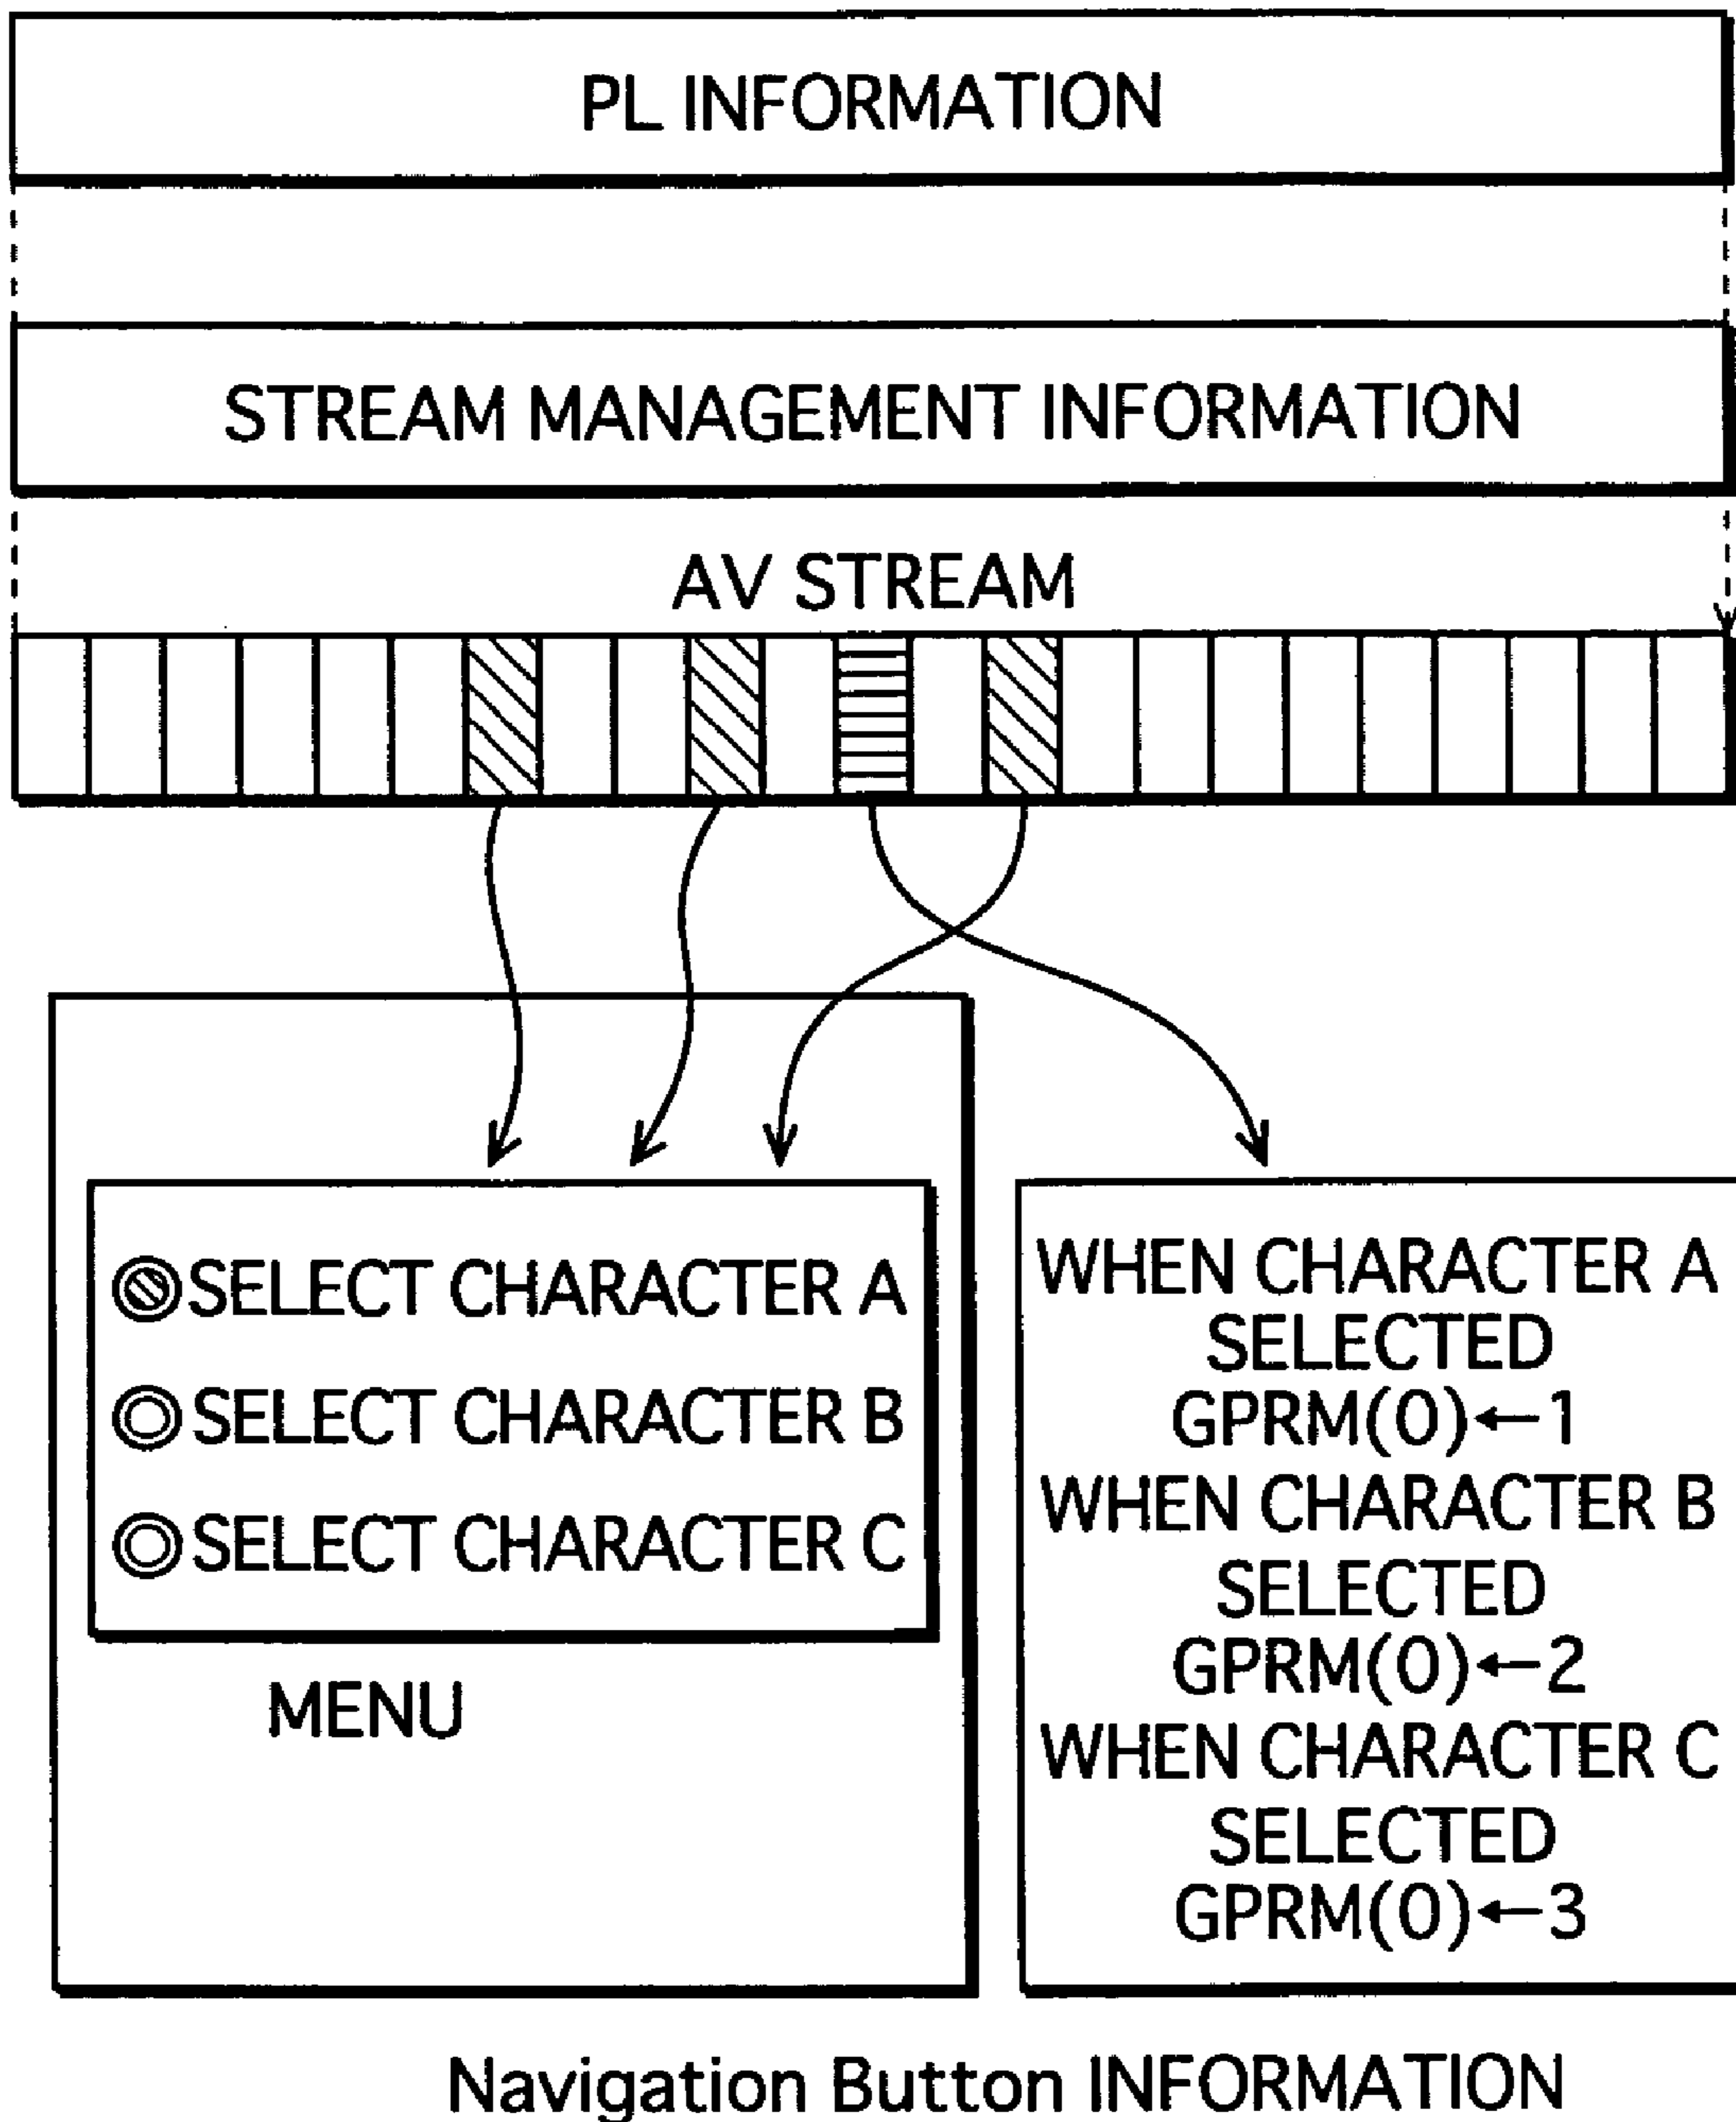 PL INFORMATION
STREAM MANAGEMENT INFORMATION
AV STREAM
SELECT CHARACTER A
SELECT CHARACTER B
SELECT CHARACTER C
MENU
WHEN CHARACTER A
SELECTED
GPRM(0)←1
WHEN CHARACTER B
SELECTED
GPRM(0)←2
WHEN CHARACTER C
SELECTED
GPRM(0)←3
Navigation Button INFORMATION